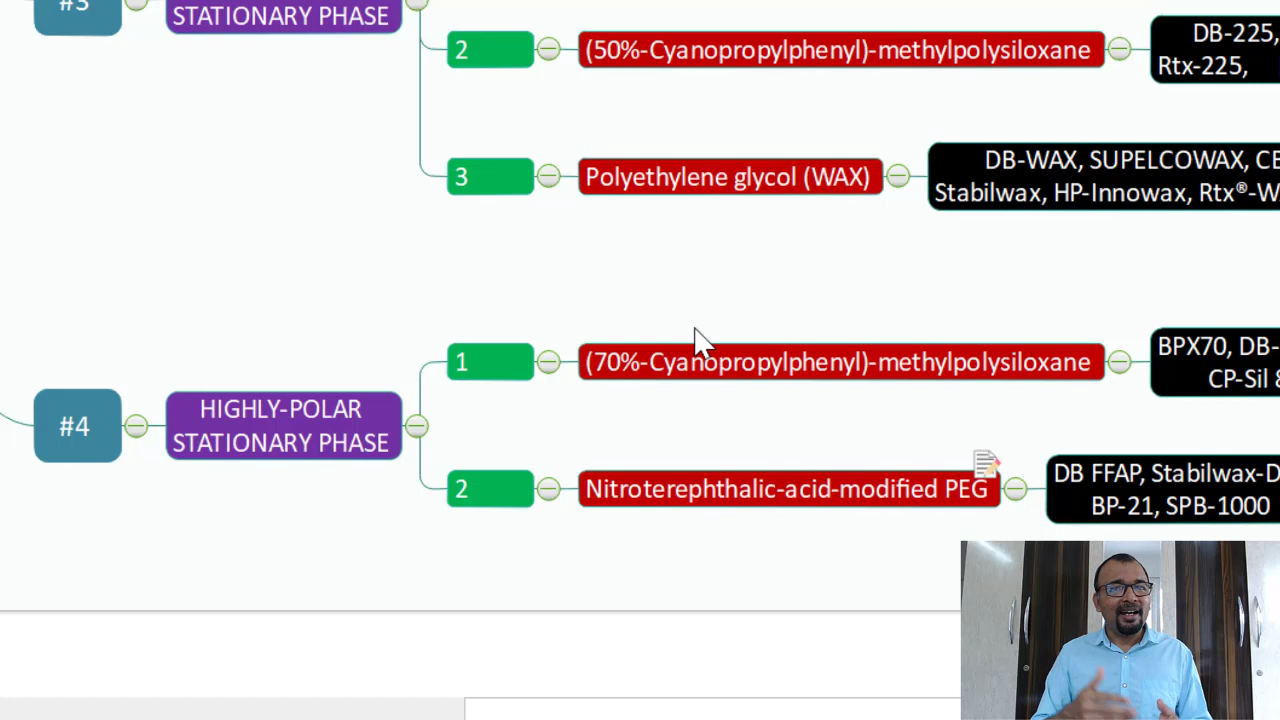 #3
STATIONARY PHASE
2
(50%-Cyanopropylphenyl)-methylpolysiloxane
DB-225,
Rtx-225,
3
Polyethylene glycol (WAX)
DB-WAX, SUPELCOWAX,
Stabilwax, HP-Innowax,
#4
HIGHLY-POLAR
STATIONARY PHASE
1
(70%-Cyanopropylphenyl)-methylpolysiloxane
BPX70,
CP-Sil
2
Nitroterephthalic-acid-modified PEG
DB FFAP,
BP-21, SPB-1000